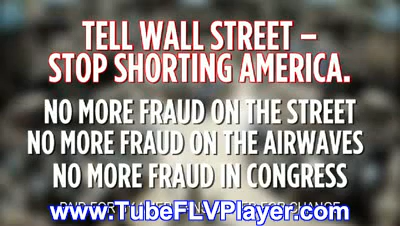 TELL WALL STREET –
STOP SHORTING AMERICA.
NO MORE FRAUD ON THE STREET
NO MORE FRAUD ON THE AIRWAVES
NO MORE FRAUD IN CONGRESS
www.TubeFLVPlayer.com